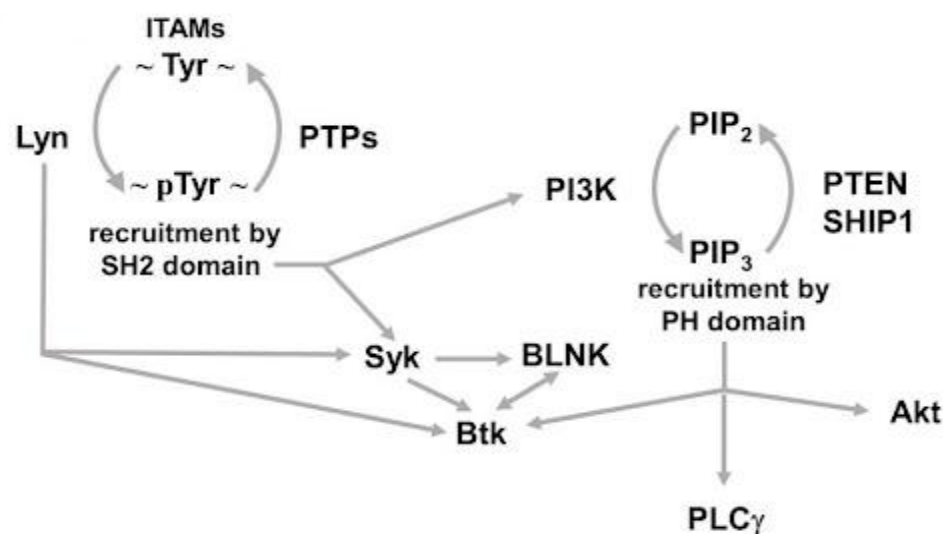 ITAMs
~ Tyr ~
Lyn
PTPs
~ pTyr ~
recruitment by
SH2 domain
PI3K
PIP₂
PTEN
SHIP1
PIP₃
recruitment by
PH domain
Syk
BLNK
Btk
Akt
PLCγ